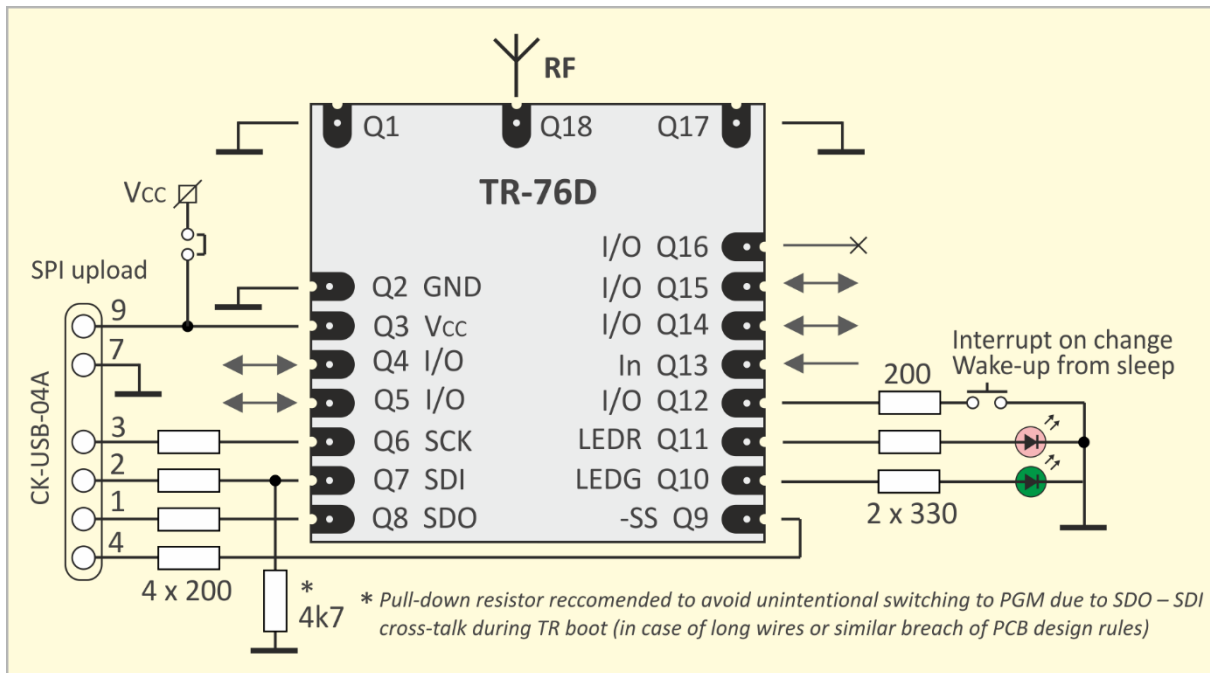 RF
Q1
Q18
Q17
TR-76D
Vcc
SPI upload
CK-USB-04A
9
7
3
2
1
4
Q2 GND
Q3 Vcc
Q4 I/O
Q5 I/O
Q6 SCK
Q7 SDI
Q8 SDO
I/O Q16
I/O Q15
I/O Q14
In Q13
I/O Q12
LEDR Q11
LEDG Q10
-SS Q9
Interrupt on change
Wake-up from sleep
200
2 x 330
4 x 200
*
4k7
* Pull-down resistor reccomended to avoid unintentional switching to PGM due to SDO – SDI
cross-talk during TR boot (in case of long wires or similar breach of PCB design rules)